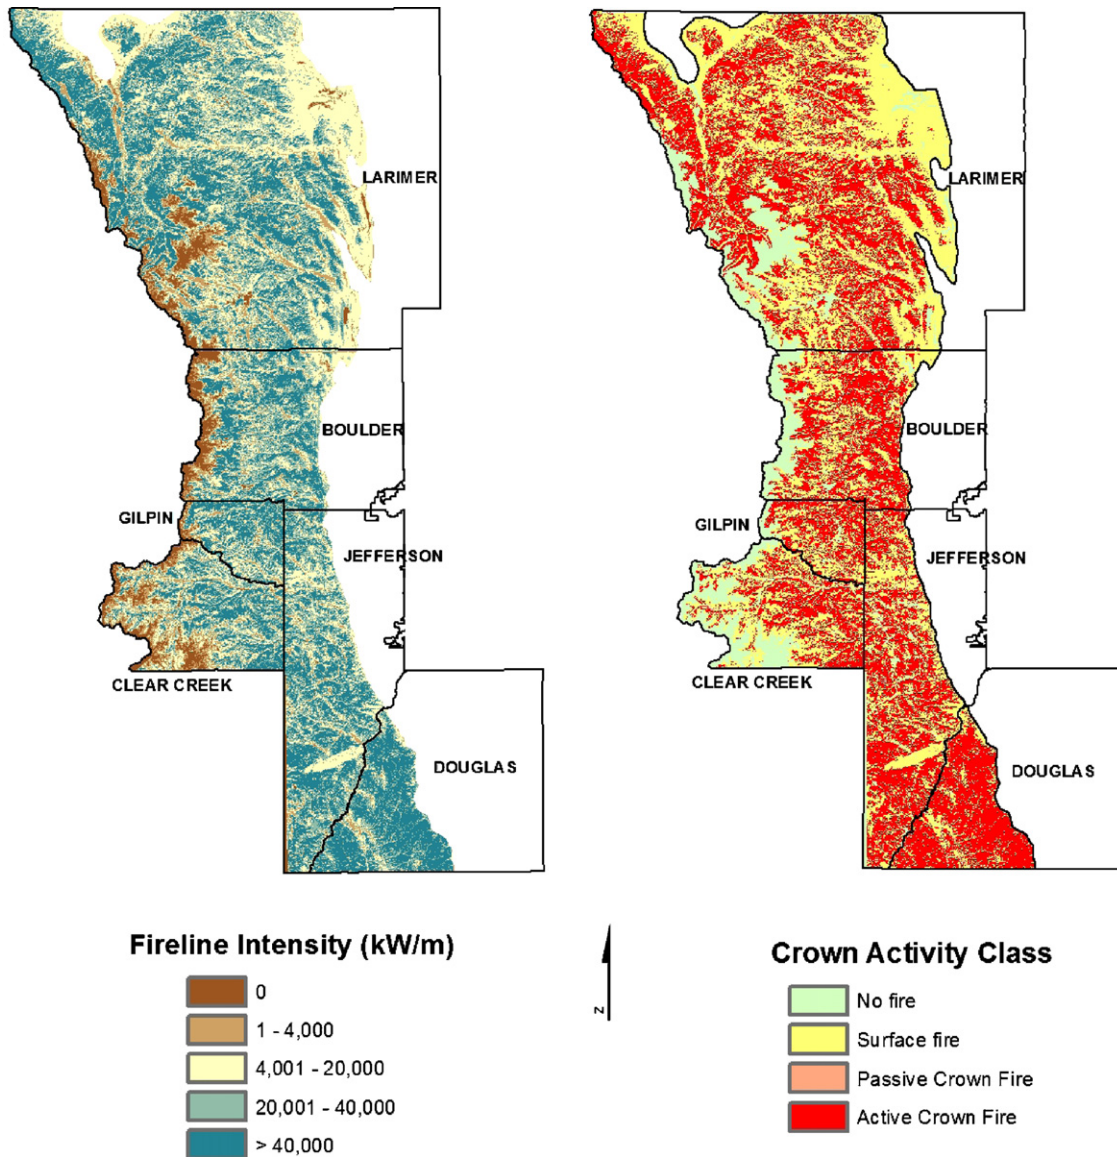 LARIMER
LARIMER
BOULDER
BOULDER
GILPIN
GILPIN
JEFFERSON
JEFFERSON
CLEAR CREEK
CLEAR CREEK
DOUGLAS
DOUGLAS
Fireline Intensity (kW/m)
0
1 - 4,000
4,001 - 20,000
20,001 - 40,000
> 40,000
N
Crown Activity Class
No fire
Surface fire
Passive Crown Fire
Active Crown Fire